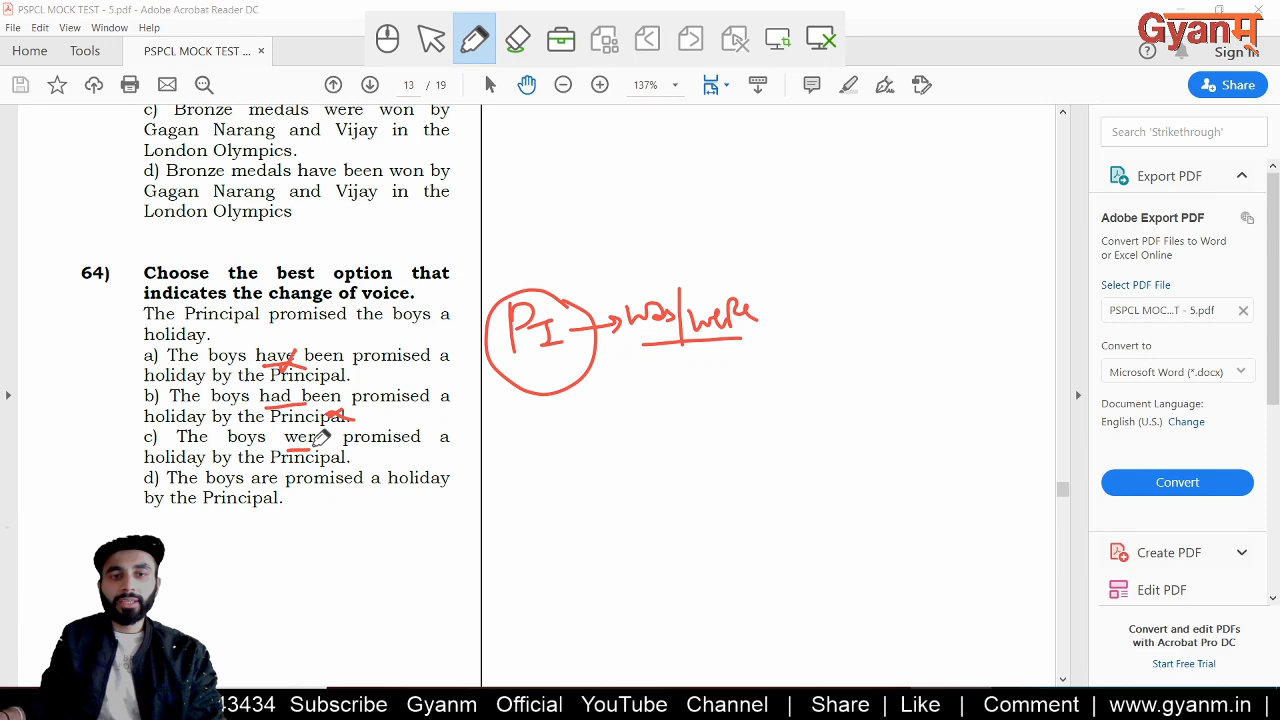 PSPCL MOCK TEST - 5.pdf - Adobe Acrobat Reader DC
File Edit View Window Help
Home Tools PSPCL MOCK TEST ... ×
Gyanम्
Sign In
13 / 19
137%
Share
c) Bronze medals were won by
Gagan Narang and Vijay in the
London Olympics.
d) Bronze medals have been won by
Gagan Narang and Vijay in the
London Olympics
64) Choose the best option that
indicates the change of voice.
The Principal promised the boys a
holiday.
a) The boys have been promised a
holiday by the Principal.
b) The boys had been promised a
holiday by the Principal.
c) The boys were promised a
holiday by the Principal.
d) The boys are promised a holiday
by the Principal.
PI → was/were
Search 'Strikethrough'
Export PDF
Adobe Export PDF
Convert PDF Files to Word
or Excel Online
Select PDF File
PSPCL MOC...T - 5.pdf
Convert to
Microsoft Word (*.docx)
Document Language:
English (U.S.) Change
Convert
Create PDF
Edit PDF
Convert and edit PDFs
with Acrobat Pro DC
Start Free Trial
43434 Subscribe Gyanm Official YouTube Channel | Share | Like | Comment | www.gyanm.in |